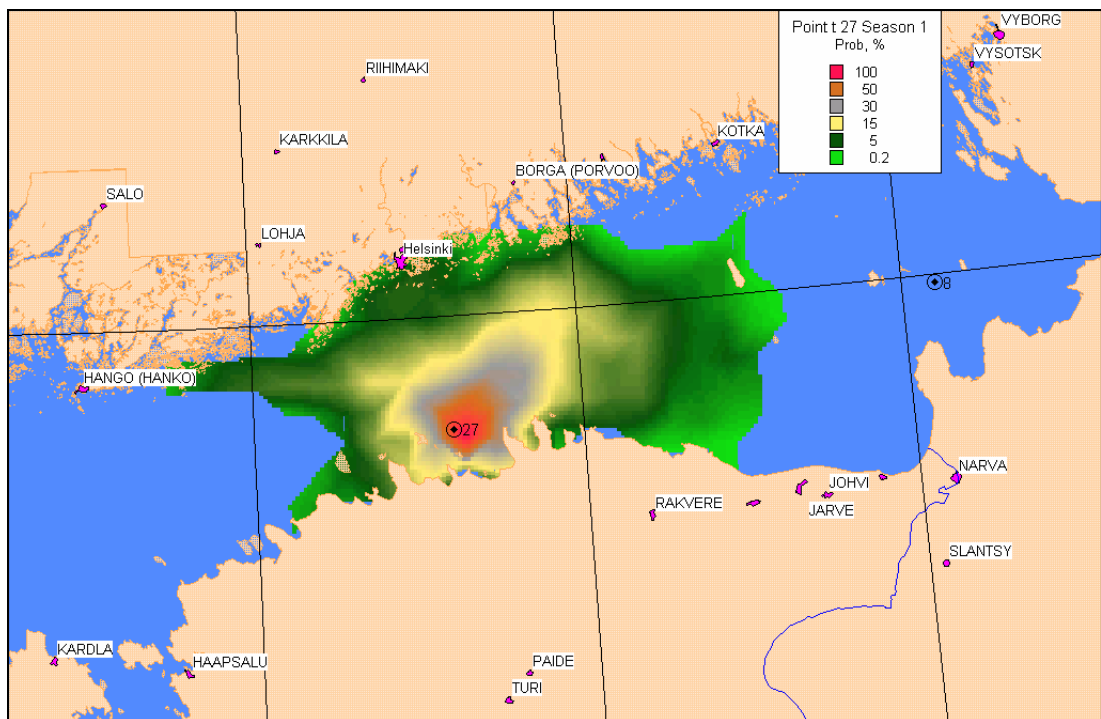 Point t 27 Season 1
Prob, %
100
50
30
15
5
0.2
VYBORG
VYSOTSK
RIIHIMAKI
KARKKILA
KOTKA
BORGA (PORVOO)
SALO
LOHJA
Helsinki
8
HANGO (HANKO)
27
NARVA
JOHVI
RAKVERE
JARVE
SLANTSY
KARDLA
HAAPSALU
PAIDE
TURI